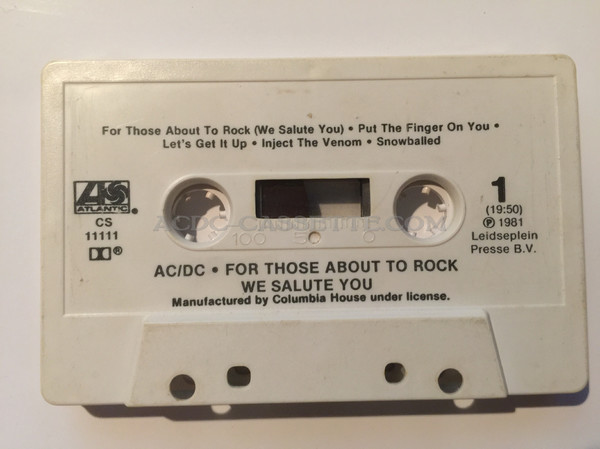 For Those About To Rock (We Salute You) • Put The Finger On You •
Let's Get It Up • Inject The Venom • Snowballed
ATLANTIC®
CS
11111
®
1
(19:50)
Ⓟ 1981
Leidseplein
Presse B.V.
ACDC-CASSETTE.COM
100 50 0
AC/DC • FOR THOSE ABOUT TO ROCK
WE SALUTE YOU
Manufactured by Columbia House under license.